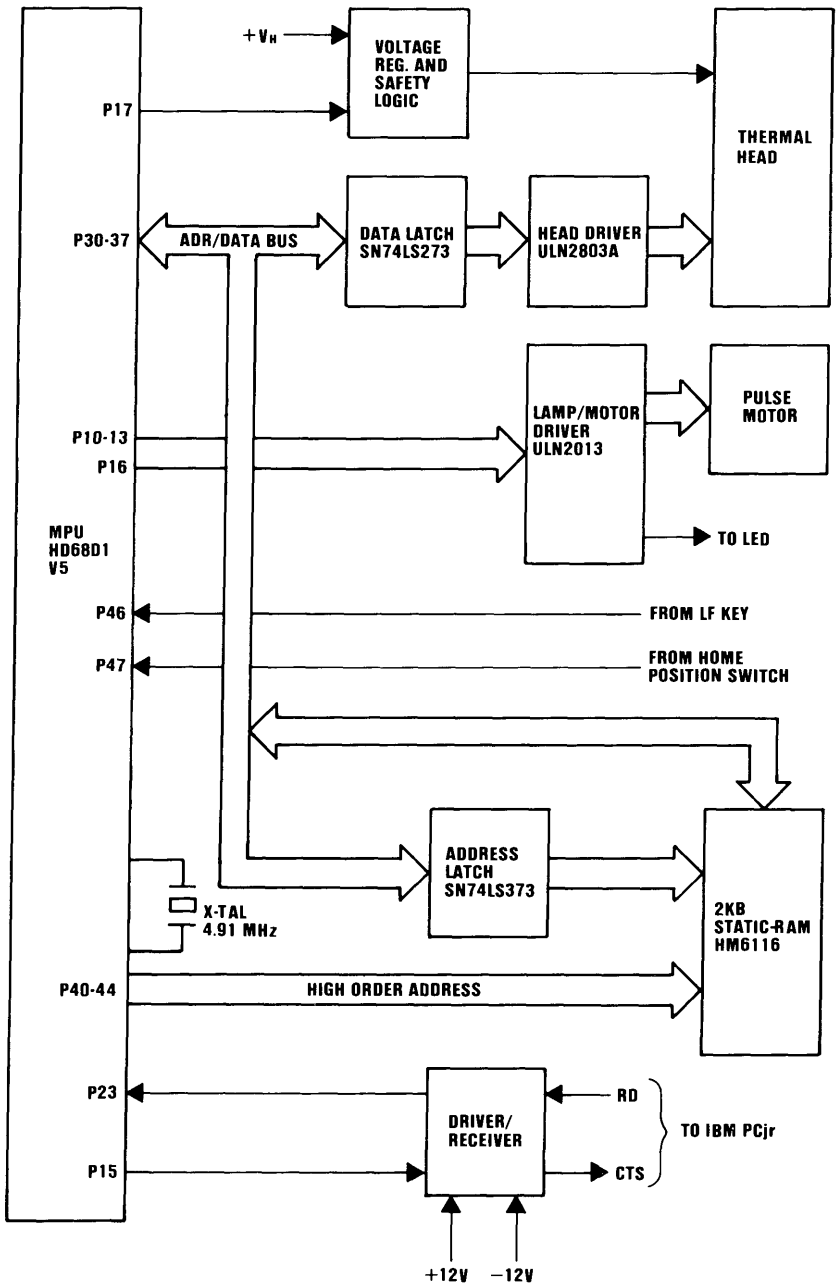 +VH
VOLTAGE
REG. AND
SAFETY
LOGIC
P17
THERMAL
HEAD
P30-37
ADR/DATA BUS
DATA LATCH
SN74LS273
HEAD DRIVER
ULN2803A
P10-13
P16
LAMP/MOTOR
DRIVER
ULN2013
PULSE
MOTOR
TO LED
MPU
HD68D1
V5
P46
FROM LF KEY
P47
FROM HOME
POSITION SWITCH
ADDRESS
LATCH
SN74LS373
X-TAL
4.91 MHz
2KB
STATIC-RAM
HM6116
P40-44
HIGH ORDER ADDRESS
P23
DRIVER/
RECEIVER
RD
TO IBM PCjr
P15
CTS
+12V
−12V